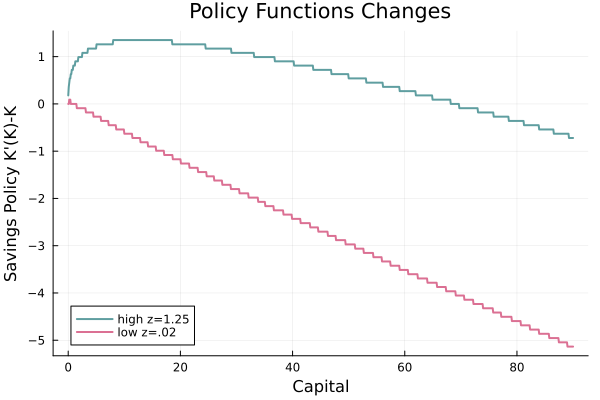 Policy Functions Changes
Savings Policy K'(K)-K
1
0
−1
−2
−3
−4
−5
high z=1.25
low z=.02
0 20 40 60 80
Capital